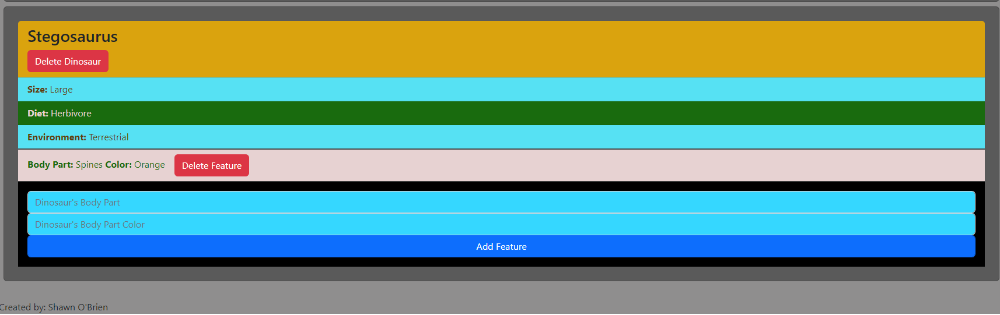 Stegosaurus
Delete Dinosaur
Size: Large
Diet: Herbivore
Environment: Terrestrial
Body Part: Spines Color: Orange Delete Feature
Dinosaur's Body Part
Dinosaur's Body Part Color
Add Feature
Created by: Shawn O'Brien